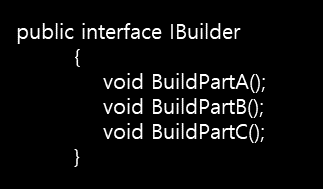 public interface IBuilder
{
void BuildPartA();
void BuildPartB();
void BuildPartC();
}